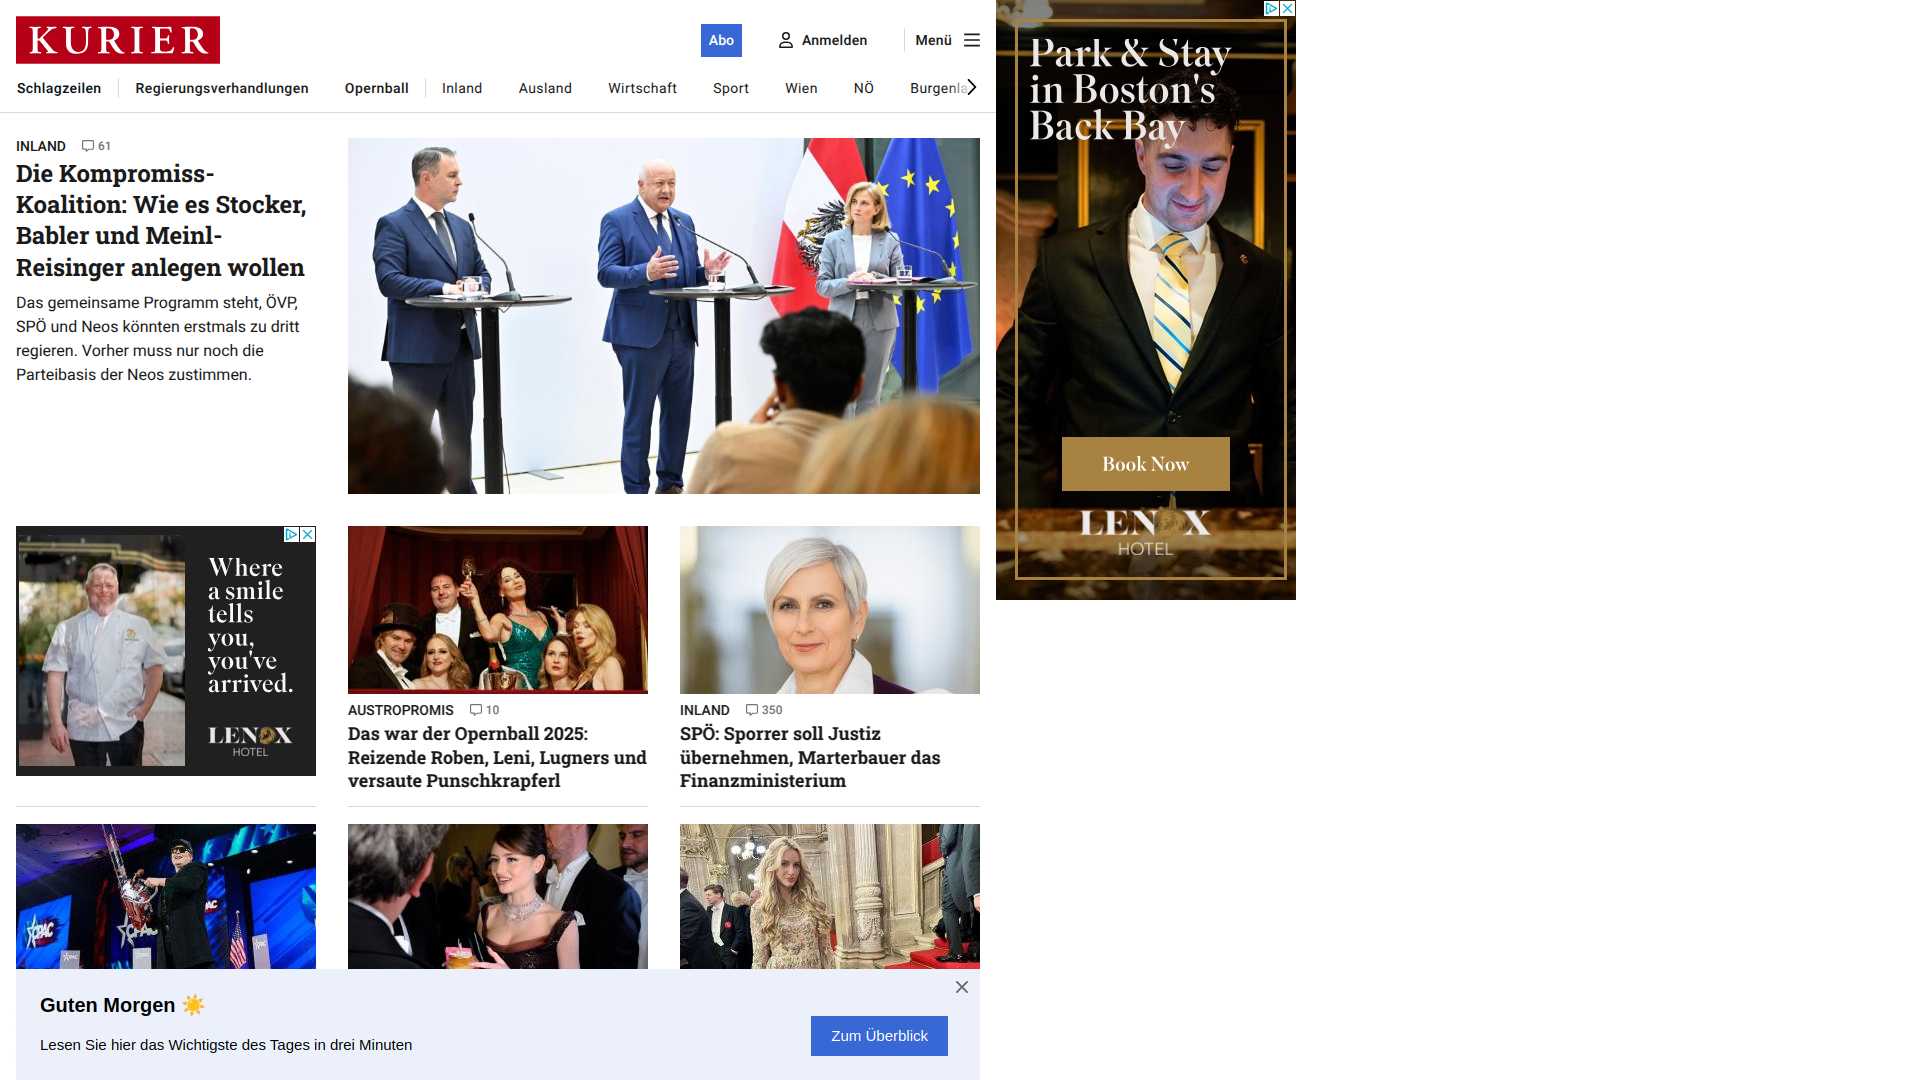 KURIER
Abo
Anmelden
Menü
Schlagzeilen
Regierungsverhandlungen
Opernball
Inland
Ausland
Wirtschaft
Sport
Wien
NÖ
Burgenla
INLAND 61
Die Kompromiss-
Koalition: Wie es Stocker,
Babler und Meinl-
Reisinger anlegen wollen
Das gemeinsame Programm steht, ÖVP,
SPÖ und Neos könnten erstmals zu dritt
regieren. Vorher muss nur noch die
Parteibasis der Neos zustimmen.
Park & Stay
in Boston's
Back Bay
Book Now
LENOX
HOTEL
Where
a smile
tells
you,
you've
arrived.
LENOX
HOTEL
AUSTROPROMIS 10
Das war der Opernball 2025:
Reizende Roben, Leni, Lugners und
versaute Punschkrapferl
INLAND 350
SPÖ: Sporrer soll Justiz
übernehmen, Marterbauer das
Finanzministerium
CPAC
CPAC
Guten Morgen ☀️
Lesen Sie hier das Wichtigste des Tages in drei Minuten
Zum Überblick